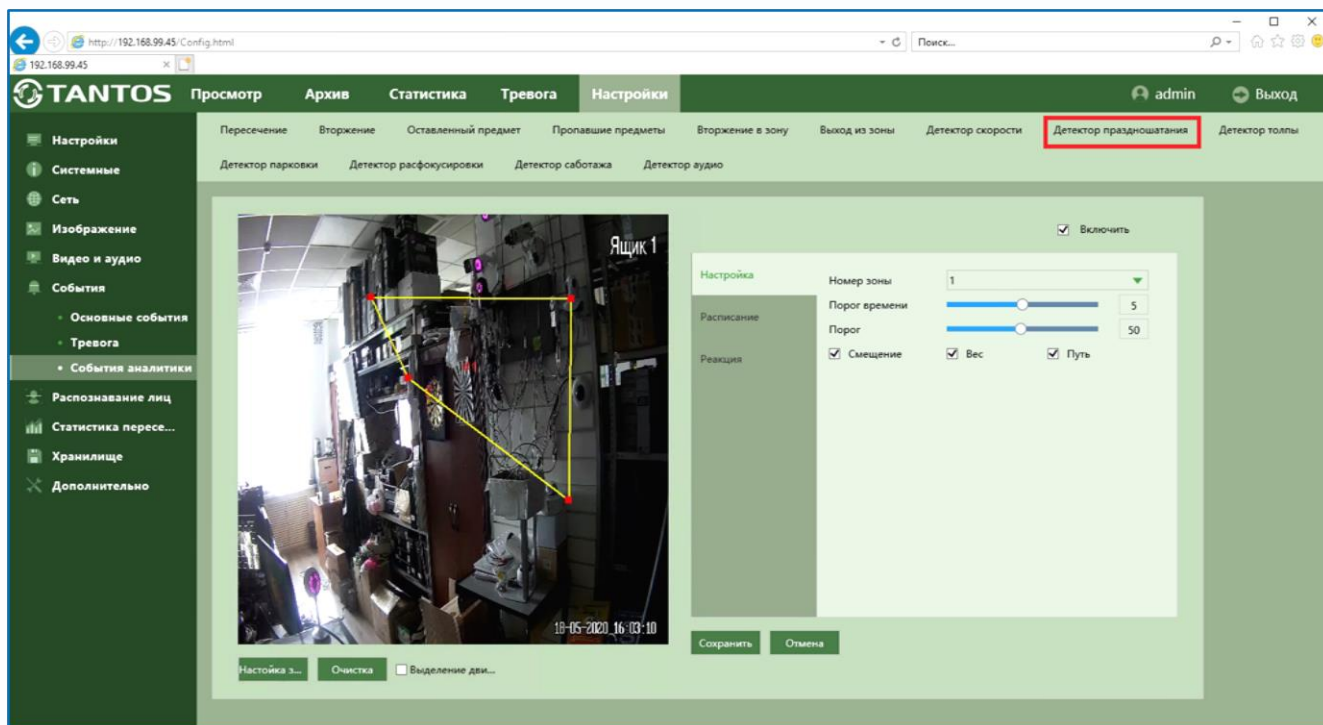 http://192.168.99.45/Config.html
Поиск...
192.168.99.45
TANTOS
Просмотр Архив Статистика Тревога Настройки admin Выход
Настройки
Системные
Сеть
Изображение
Видео и аудио
События
Основные события
Тревога
События аналитики
Распознавание лиц
Статистика пересе...
Хранилище
Дополнительно
Пересечение Вторжение Оставленный предмет Пропавшие предметы Вторжение в зону Выход из зоны Детектор скорости Детектор праздношатания Детектор толпы
Детектор парковки Детектор расфокусировки Детектор саботажа Детектор аудио
Ящик 1
18-05-2020 16:03:10
Настойка з... Очистка Выделение дви...
Включить
Настройка
Расписание
Реакция
Номер зоны 1
Порог времени 5
Порог 50
Смещение Вес Путь
Сохранить Отмена